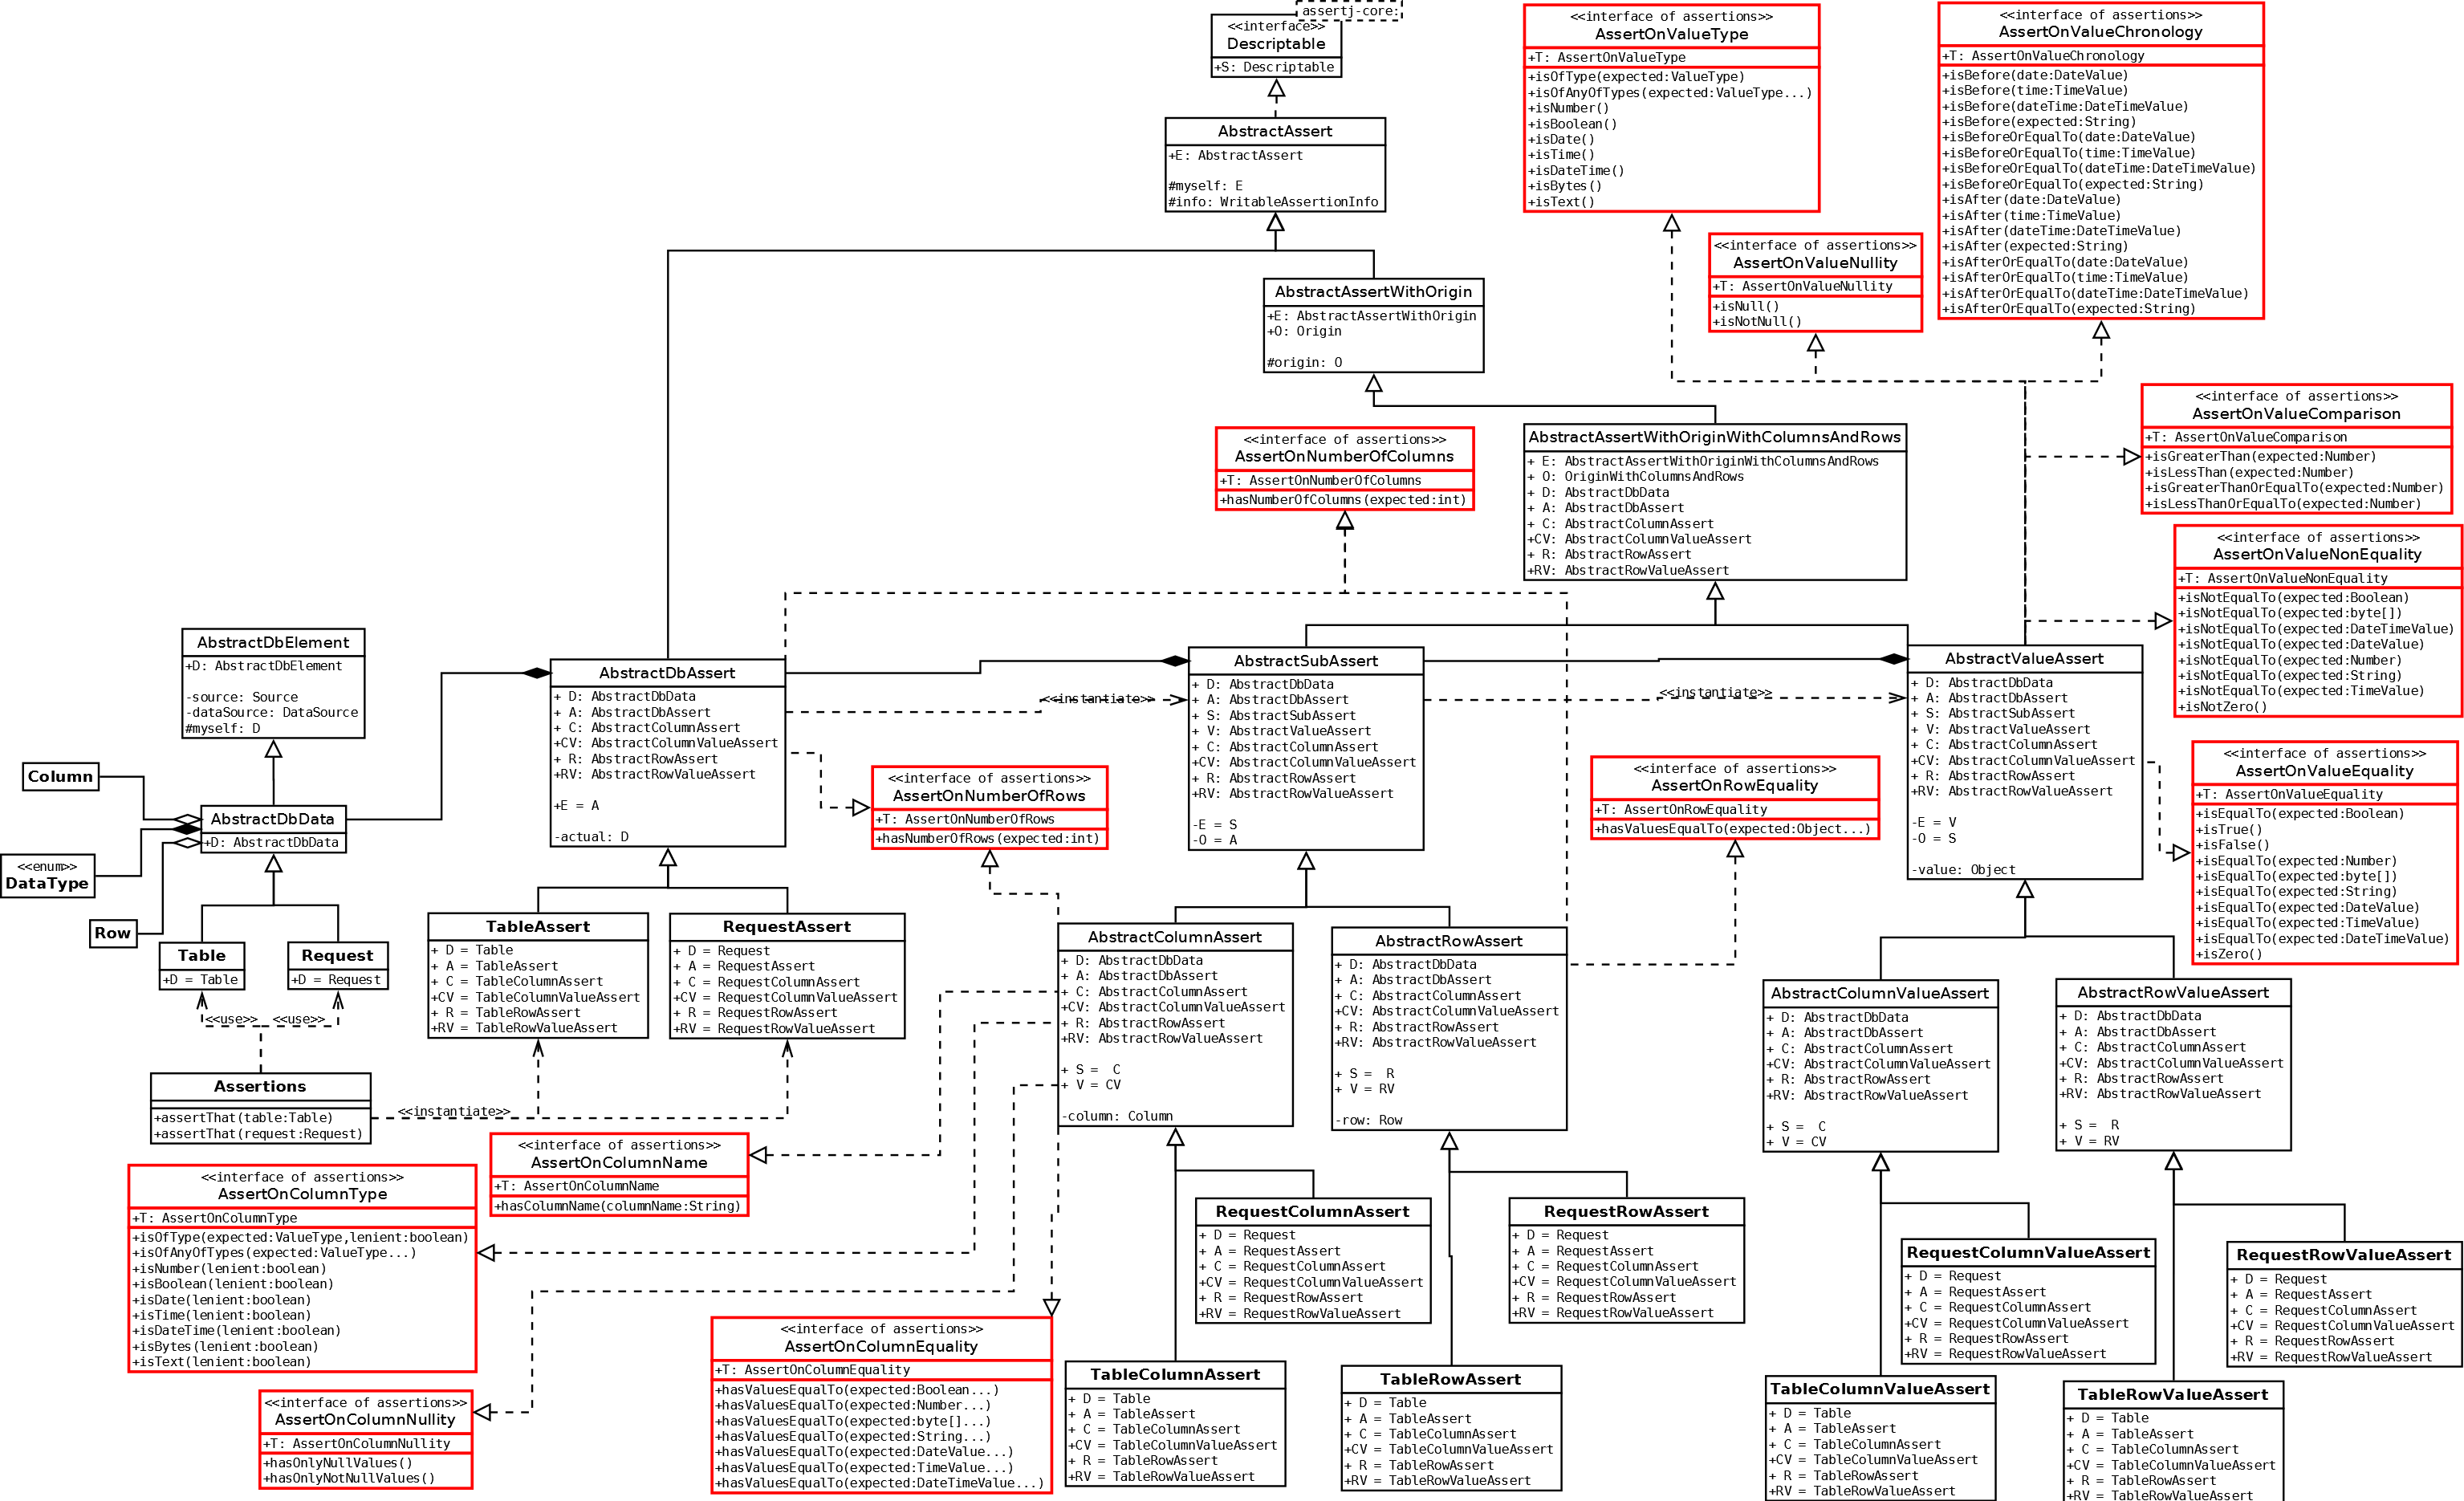 assertj-core:
<<interface>>
Descriptable
+S: Descriptable
AbstractAssert
+E: AbstractAssert
#myself: E
#info: WritableAssertionInfo
<<interface of assertions>>
AssertOnValueType
+T: AssertOnValueType
+isOfType(expected:ValueType)
+isOfAnyOfTypes(expected:ValueType...)
+isNumber()
+isBoolean()
+isDate()
+isTime()
+isDateTime()
+isBytes()
+isText()
<<interface of assertions>>
AssertOnValueChronology
+T: AssertOnValueChronology
+isBefore(date:DateValue)
+isBefore(time:TimeValue)
+isBefore(dateTime:DateTimeValue)
+isBefore(expected:String)
+isBeforeOrEqualTo(date:DateValue)
+isBeforeOrEqualTo(time:TimeValue)
+isBeforeOrEqualTo(dateTime:DateTimeValue)
+isBeforeOrEqualTo(expected:String)
+isAfter(date:DateValue)
+isAfter(time:TimeValue)
+isAfter(dateTime:DateTimeValue)
+isAfter(expected:String)
+isAfterOrEqualTo(date:DateValue)
+isAfterOrEqualTo(time:TimeValue)
+isAfterOrEqualTo(dateTime:DateTimeValue)
+isAfterOrEqualTo(expected:String)
<<interface of assertions>>
AssertOnValueNullity
+T: AssertOnValueNullity
+isNull()
+isNotNull()
AbstractAssertWithOrigin
+E: AbstractAssertWithOrigin
+O: Origin
#origin: O
<<interface of assertions>>
AssertOnValueComparison
+T: AssertOnValueComparison
+isGreaterThan(expected:Number)
+isLessThan(expected:Number)
+isGreaterThanOrEqualTo(expected:Number)
+isLessThanOrEqualTo(expected:Number)
<<interface of assertions>>
AssertOnNumberOfColumns
+T: AssertOnNumberOfColumns
+hasNumberOfColumns(expected:int)
AbstractAssertWithOriginWithColumnsAndRows
+ E: AbstractAssertWithOriginWithColumnsAndRows
+ O: OriginWithColumnsAndRows
+ D: AbstractDbData
+ A: AbstractDbAssert
+ C: AbstractColumnAssert
+CV: AbstractColumnValueAssert
+ R: AbstractRowAssert
+RV: AbstractRowValueAssert
<<interface of assertions>>
AssertOnValueNonEquality
+T: AssertOnValueNonEquality
+isNotEqualTo(expected:Boolean)
+isNotEqualTo(expected:byte[])
+isNotEqualTo(expected:DateTimeValue)
+isNotEqualTo(expected:DateValue)
+isNotEqualTo(expected:Number)
+isNotEqualTo(expected:String)
+isNotEqualTo(expected:TimeValue)
+isNotZero()
AbstractDbElement
+D: AbstractDbElement
-source: Source
-dataSource: DataSource
#myself: D
AbstractDbAssert
+ D: AbstractDbData
+ A: AbstractDbAssert
+ C: AbstractColumnAssert
+CV: AbstractColumnValueAssert
+ R: AbstractRowAssert
+RV: AbstractRowValueAssert
+E = A
-actual: D
<<instantiate>>
AbstractSubAssert
+ D: AbstractDbData
+ A: AbstractDbAssert
+ S: AbstractSubAssert
+ V: AbstractValueAssert
+ C: AbstractColumnAssert
+CV: AbstractColumnValueAssert
+ R: AbstractRowAssert
+RV: AbstractRowValueAssert
-E = S
-O = A
<<instantiate>>
AbstractValueAssert
+ D: AbstractDbData
+ A: AbstractDbAssert
+ S: AbstractSubAssert
+ V: AbstractValueAssert
+ C: AbstractColumnAssert
+CV: AbstractColumnValueAssert
+ R: AbstractRowAssert
+RV: AbstractRowValueAssert
-E = V
-O = S
-value: Object
<<interface of assertions>>
AssertOnValueEquality
+T: AssertOnValueEquality
+isEqualTo(expected:Boolean)
+isTrue()
+isFalse()
+isEqualTo(expected:Number)
+isEqualTo(expected:byte[])
+isEqualTo(expected:String)
+isEqualTo(expected:DateValue)
+isEqualTo(expected:TimeValue)
+isEqualTo(expected:DateTimeValue)
+isZero()
Column
AbstractDbData
+D: AbstractDbData
<<enum>>
DataType
Row
<<interface of assertions>>
AssertOnNumberOfRows
+T: AssertOnNumberOfRows
+hasNumberOfRows(expected:int)
<<interface of assertions>>
AssertOnRowEquality
+T: AssertOnRowEquality
+hasValuesEqualTo(expected:Object...)
Table
+D = Table
Request
+D = Request
<<use>>
<<use>>
TableAssert
+ D = Table
+ A = TableAssert
+ C = TableColumnAssert
+CV = TableColumnValueAssert
+ R = TableRowAssert
+RV = TableRowValueAssert
RequestAssert
+ D = Request
+ A = RequestAssert
+ C = RequestColumnAssert
+CV = RequestColumnValueAssert
+ R = RequestRowAssert
+RV = RequestRowValueAssert
AbstractColumnAssert
+ D: AbstractDbData
+ A: AbstractDbAssert
+ C: AbstractColumnAssert
+CV: AbstractColumnValueAssert
+ R: AbstractRowAssert
+RV: AbstractRowValueAssert
+ S =  C
+ V = CV
-column: Column
AbstractRowAssert
+ D: AbstractDbData
+ A: AbstractDbAssert
+ C: AbstractColumnAssert
+CV: AbstractColumnValueAssert
+ R: AbstractRowAssert
+RV: AbstractRowValueAssert
+ S =  R
+ V = RV
-row: Row
AbstractColumnValueAssert
+ D: AbstractDbData
+ A: AbstractDbAssert
+ C: AbstractColumnAssert
+CV: AbstractColumnValueAssert
+ R: AbstractRowAssert
+RV: AbstractRowValueAssert
+ S =  C
+ V = CV
AbstractRowValueAssert
+ D: AbstractDbData
+ A: AbstractDbAssert
+ C: AbstractColumnAssert
+CV: AbstractColumnValueAssert
+ R: AbstractRowAssert
+RV: AbstractRowValueAssert
+ S =  R
+ V = RV
Assertions
+assertThat(table:Table)
+assertThat(request:Request)
<<instantiate>>
<<interface of assertions>>
AssertOnColumnName
+T: AssertOnColumnName
+hasColumnName(columnName:String)
<<interface of assertions>>
AssertOnColumnType
+T: AssertOnColumnType
+isOfType(expected:ValueType,lenient:boolean)
+isOfAnyOfTypes(expected:ValueType...)
+isNumber(lenient:boolean)
+isBoolean(lenient:boolean)
+isDate(lenient:boolean)
+isTime(lenient:boolean)
+isDateTime(lenient:boolean)
+isBytes(lenient:boolean)
+isText(lenient:boolean)
RequestColumnAssert
+ D = Request
+ A = RequestAssert
+ C = RequestColumnAssert
+CV = RequestColumnValueAssert
+ R = RequestRowAssert
+RV = RequestRowValueAssert
RequestRowAssert
+ D = Request
+ A = RequestAssert
+ C = RequestColumnAssert
+CV = RequestColumnValueAssert
+ R = RequestRowAssert
+RV = RequestRowValueAssert
RequestColumnValueAssert
+ D = Request
+ A = RequestAssert
+ C = RequestColumnAssert
+CV = RequestColumnValueAssert
+ R = RequestRowAssert
+RV = RequestRowValueAssert
RequestRowValueAssert
+ D = Request
+ A = RequestAssert
+ C = RequestColumnAssert
+CV = RequestColumnValueAssert
+ R = RequestRowAssert
+RV = RequestRowValueAssert
<<interface of assertions>>
AssertOnColumnNullity
+T: AssertOnColumnNullity
+hasOnlyNullValues()
+hasOnlyNotNullValues()
<<interface of assertions>>
AssertOnColumnEquality
+T: AssertOnColumnEquality
+hasValuesEqualTo(expected:Boolean...)
+hasValuesEqualTo(expected:Number...)
+hasValuesEqualTo(expected:byte[]...)
+hasValuesEqualTo(expected:String...)
+hasValuesEqualTo(expected:DateValue...)
+hasValuesEqualTo(expected:TimeValue...)
+hasValuesEqualTo(expected:DateTimeValue...)
TableColumnAssert
+ D = Table
+ A = TableAssert
+ C = TableColumnAssert
+CV = TableColumnValueAssert
+ R = TableRowAssert
+RV = TableRowValueAssert
TableRowAssert
+ D = Table
+ A = TableAssert
+ C = TableColumnAssert
+CV = TableColumnValueAssert
+ R = TableRowAssert
+RV = TableRowValueAssert
TableColumnValueAssert
+ D = Table
+ A = TableAssert
+ C = TableColumnAssert
+CV = TableColumnValueAssert
+ R = TableRowAssert
+RV = TableRowValueAssert
TableRowValueAssert
+ D = Table
+ A = TableAssert
+ C = TableColumnAssert
+CV = TableColumnValueAssert
+ R = TableRowAssert
+RV = TableRowValueAssert